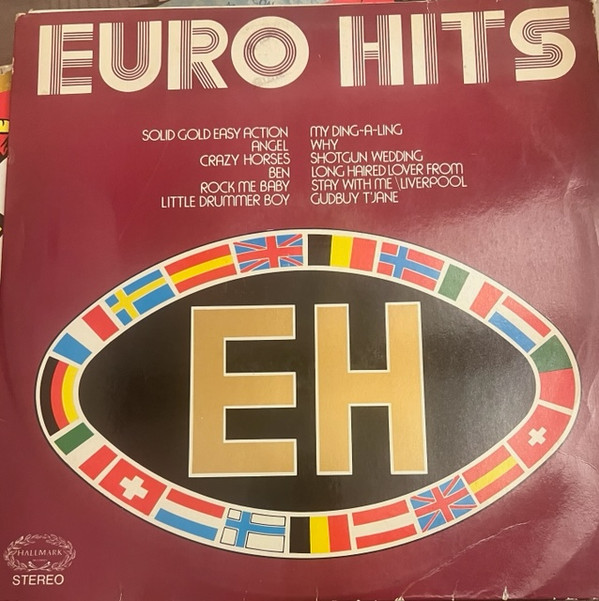 EURO HITS
SOLID GOLD EASY ACTION
ANGEL
CRAZY HORSES
BEN
ROCK ME BABY
LITTLE DRUMMER BOY
MY DING-A-LING
WHY
SHOTGUN WEDDING
LONG HAIRED LOVER FROM
STAY WITH ME \LIVERPOOL
GUDBUY T'JANE
EH
HALLMARK
STEREO